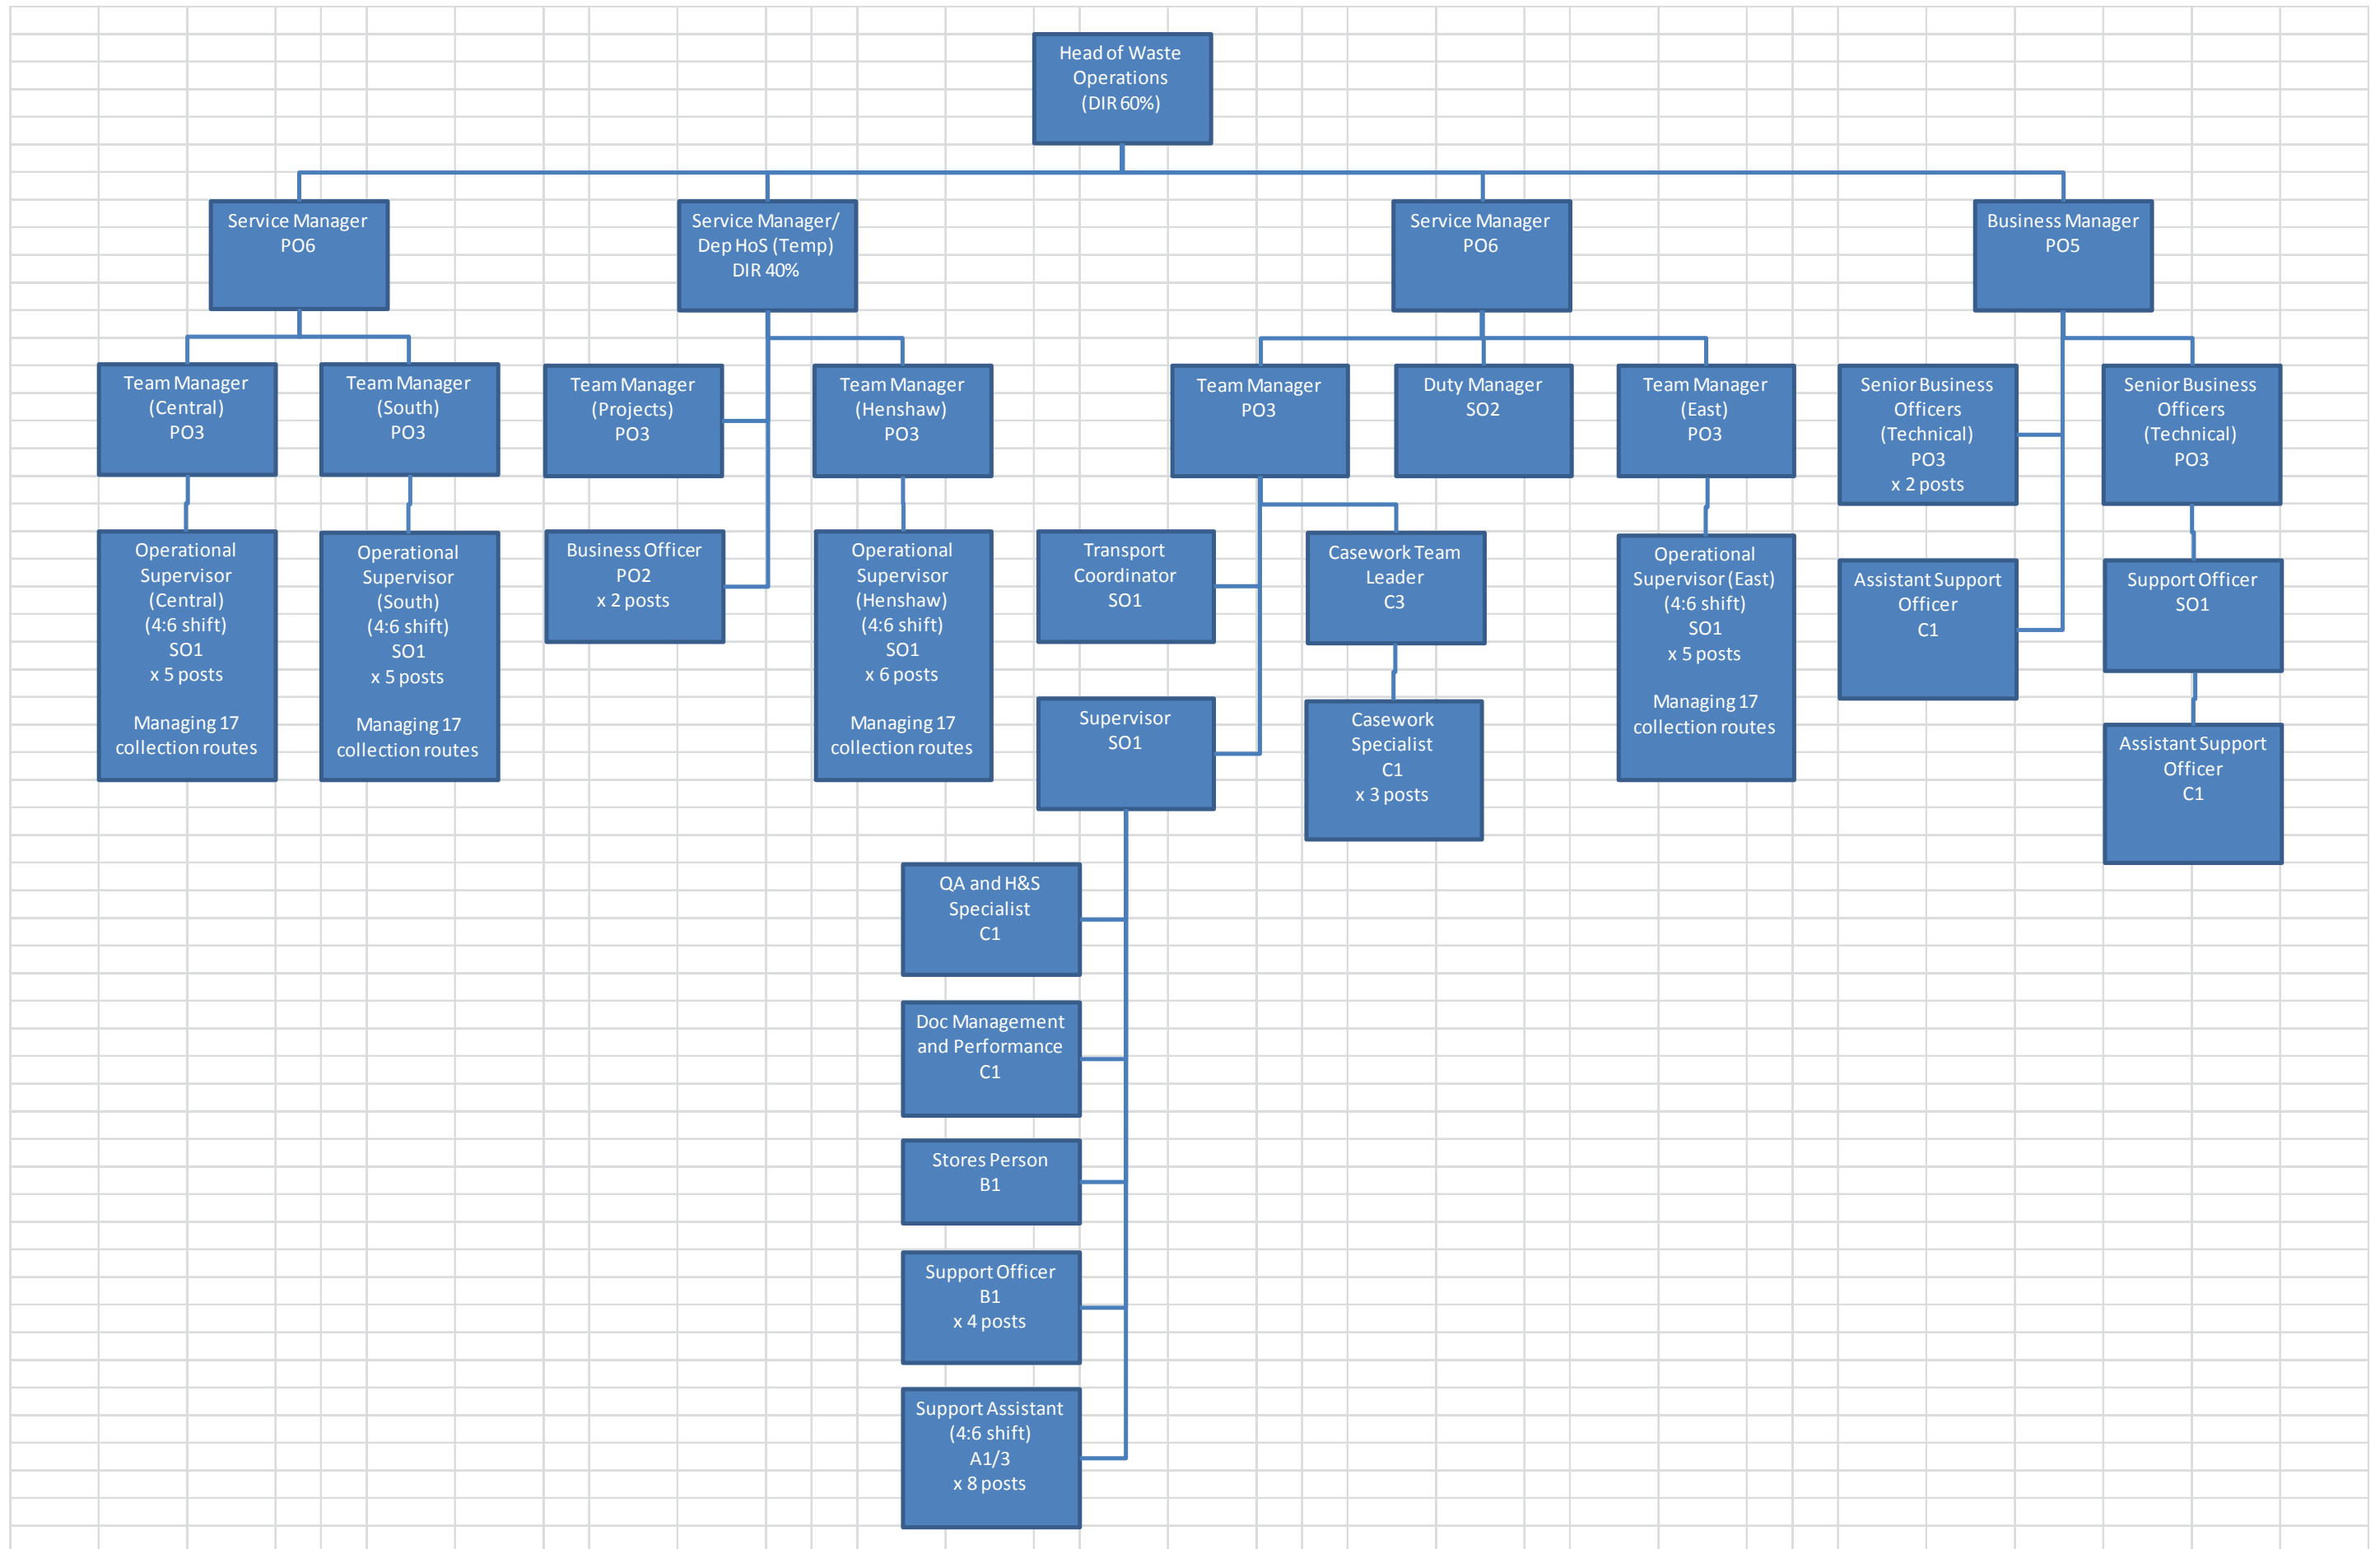 Head of Waste
Operations
(DIR 60%)
Service Manager
PO6
Service Manager/
Dep HoS (Temp)
DIR 40%
Service Manager
PO6
Business Manager
PO5
Team Manager
(Central)
PO3
Team Manager
(South)
PO3
Team Manager
(Projects)
PO3
Team Manager
(Henshaw)
PO3
Team Manager
PO3
Duty Manager
SO2
Team Manager
(East)
PO3
Senior Business
Officers
(Technical)
PO3
x 2 posts
Senior Business
Officers
(Technical)
PO3
Operational
Supervisor
(Central)
(4:6 shift)
SO1
x 5 posts
Managing 17
collection routes
Operational
Supervisor
(South)
(4:6 shift)
SO1
x 5 posts
Managing 17
collection routes
Business Officer
PO2
x 2 posts
Operational
Supervisor
(Henshaw)
(4:6 shift)
SO1
x 6 posts
Managing 17
collection routes
Transport
Coordinator
SO1
Casework Team
Leader
C3
Operational
Supervisor (East)
(4:6 shift)
SO1
x 5 posts
Managing 17
collection routes
Assistant Support
Officer
C1
Support Officer
SO1
Supervisor
SO1
Casework
Specialist
C1
x 3 posts
Assistant Support
Officer
C1
QA and H&S
Specialist
C1
Doc Management
and Performance
C1
Stores Person
B1
Support Officer
B1
x 4 posts
Support Assistant
(4:6 shift)
A1/3
x 8 posts